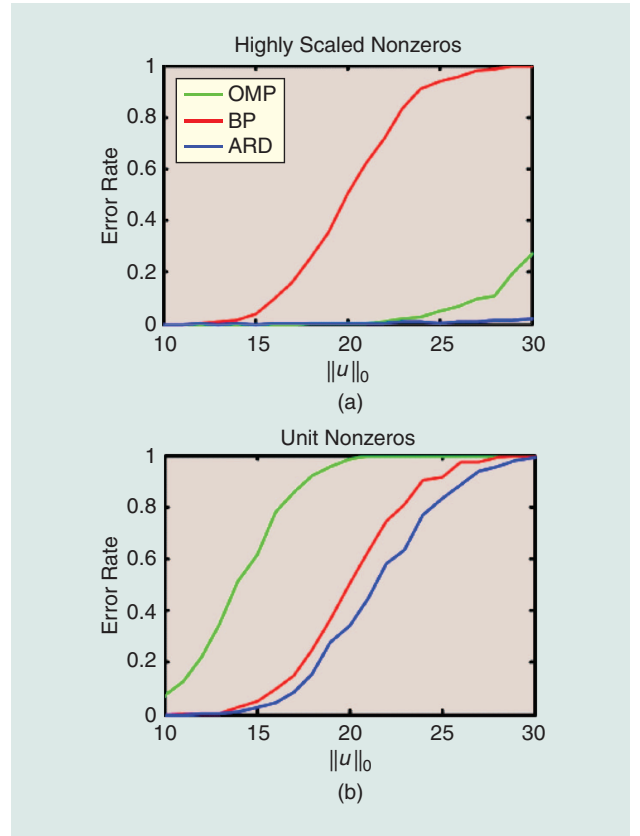 Highly Scaled Nonzeros
1
OMP
BP
ARD
0.8
0.6
0.4
0.2
0
Error Rate
10 15 20 25 30
‖u‖₀
(a)
Unit Nonzeros
1
0.8
0.6
0.4
0.2
0
Error Rate
10 15 20 25 30
‖u‖₀
(b)